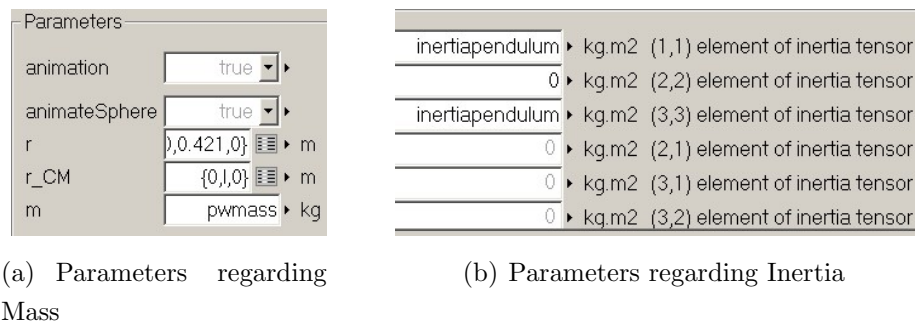 Parameters
animation true
animateSphere true
r ),0.421,0} m
r_CM {0,l,0} m
m pwmass kg
inertiapendulum kg.m2 (1,1) element of inertia tensor
0 kg.m2 (2,2) element of inertia tensor
inertiapendulum kg.m2 (3,3) element of inertia tensor
0 kg.m2 (2,1) element of inertia tensor
0 kg.m2 (3,1) element of inertia tensor
0 kg.m2 (3,2) element of inertia tensor
(a) Parameters regarding
Mass
(b) Parameters regarding Inertia